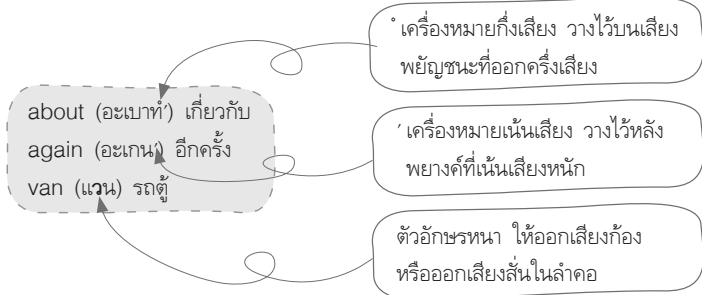 about (อะเบาทํ′) เกี่ยวกับ
again (อะเกน′) อีกครั้ง
van (แวน) รถตู้
ํ เครื่องหมายกึ่งเสียง วางไว้บนเสียง
พยัญชนะที่ออกครึ่งเสียง
′ เครื่องหมายเน้นเสียง วางไว้หลัง
พยางค์ที่เน้นเสียงหนัก
ตัวอักษรหนา ให้ออกเสียงก้อง
หรือออกเสียงสั่นในลำคอ